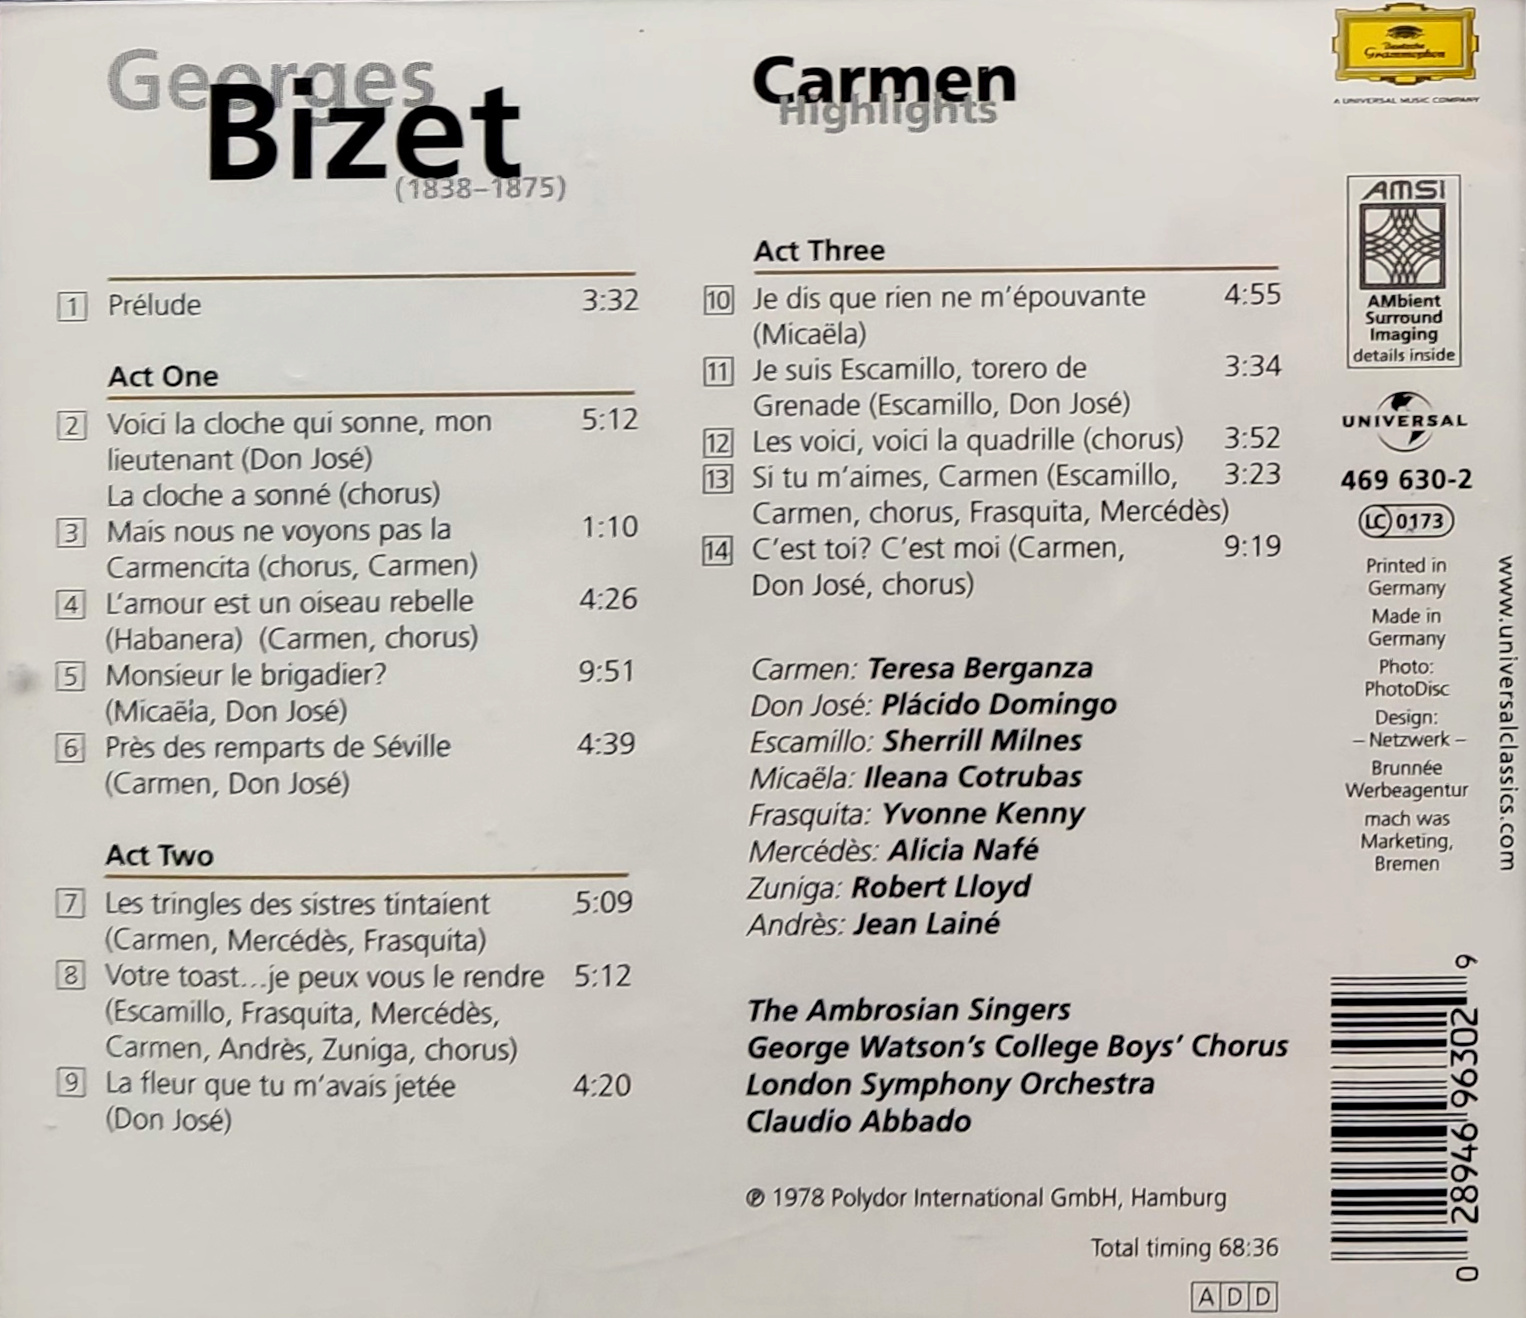 Georges
Bizet
(1838–1875)
1 Prélude 3:32
Act One
2 Voici la cloche qui sonne, mon 5:12
lieutenant (Don José)
La cloche a sonné (chorus)
3 Mais nous ne voyons pas la 1:10
Carmencita (chorus, Carmen)
4 L’amour est un oiseau rebelle 4:26
(Habanera) (Carmen, chorus)
5 Monsieur le brigadier? 9:51
(Micaëla, Don José)
6 Près des remparts de Séville 4:39
(Carmen, Don José)
Act Two
7 Les tringles des sistres tintaient 5:09
(Carmen, Mercédès, Frasquita)
8 Votre toast...je peux vous le rendre 5:12
(Escamillo, Frasquita, Mercédès,
Carmen, Andrès, Zuniga, chorus)
9 La fleur que tu m’avais jetée 4:20
(Don José)
Carmen
Highlights
Act Three
10 Je dis que rien ne m’épouvante 4:55
(Micaëla)
11 Je suis Escamillo, torero de 3:34
Grenade (Escamillo, Don José)
12 Les voici, voici la quadrille (chorus) 3:52
13 Si tu m’aimes, Carmen (Escamillo, 3:23
Carmen, chorus, Frasquita, Mercédès)
14 C’est toi? C’est moi (Carmen, 9:19
Don José, chorus)
Carmen: Teresa Berganza
Don José: Plácido Domingo
Escamillo: Sherrill Milnes
Micaëla: Ileana Cotrubas
Frasquita: Yvonne Kenny
Mercédès: Alicia Nafé
Zuniga: Robert Lloyd
Andrès: Jean Lainé
The Ambrosian Singers
George Watson’s College Boys’ Chorus
London Symphony Orchestra
Claudio Abbado
℗ 1978 Polydor International GmbH, Hamburg
Total timing 68:36
A D D
Deutsche
Grammophon
A UNIVERSAL MUSIC COMPANY
AMSI
AMbient
Surround
Imaging
details inside
UNIVERSAL
469 630-2
LC 0173
Printed in
Germany
Made in
Germany
Photo:
PhotoDisc
Design:
– Netzwerk –
Brunnée
Werbeagentur
mach was
Marketing,
Bremen
www.universalclassics.com
0 28946 96302 9